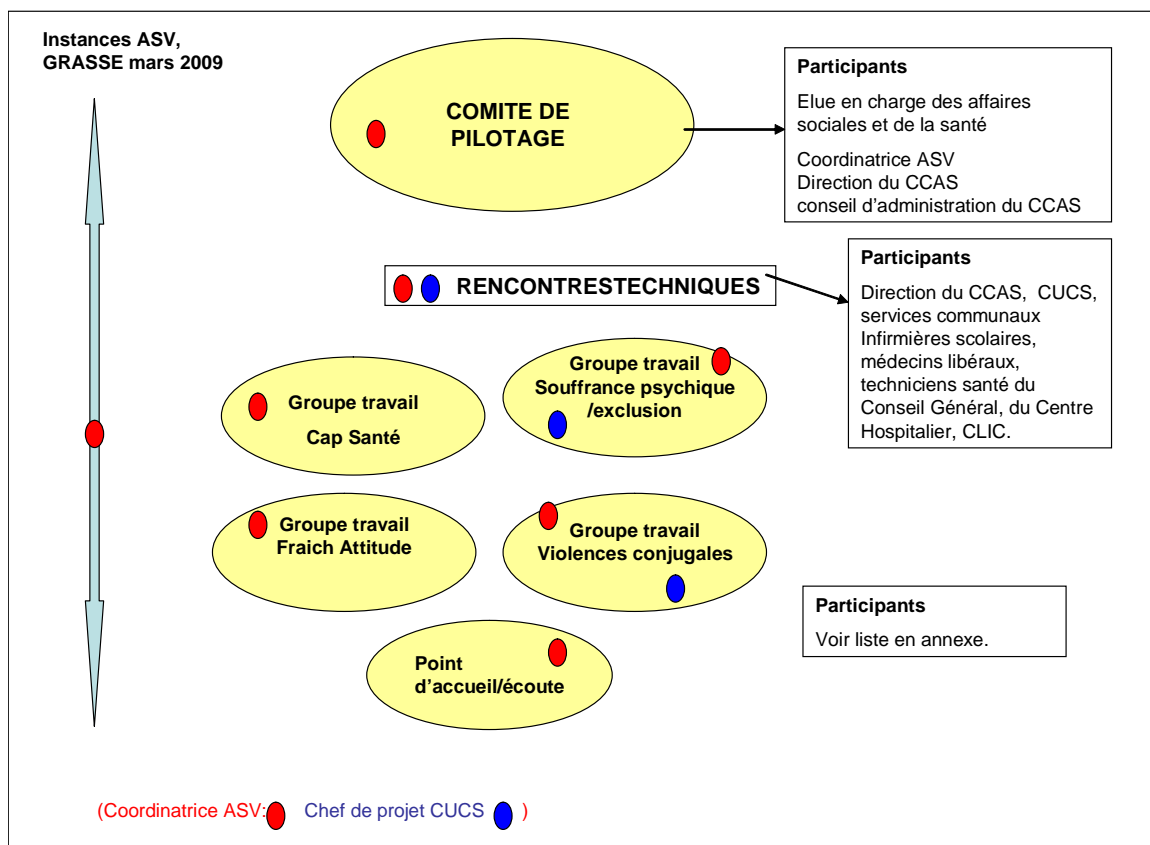 Instances ASV,
GRASSE mars 2009
COMITE DE
PILOTAGE
Participants
Elue en charge des affaires
sociales et de la santé
Coordinatrice ASV
Direction du CCAS
conseil d'administration du CCAS
RENCONTRESTECHNIQUES
Participants
Direction du CCAS, CUCS,
services communaux
Infirmières scolaires,
médecins libéraux,
techniciens santé du
Conseil Général, du Centre
Hospitalier, CLIC.
Groupe travail
Cap Santé
Groupe travail
Souffrance psychique
/exclusion
Groupe travail
Fraich Attitude
Groupe travail
Violences conjugales
Point
d'accueil/écoute
Participants
Voir liste en annexe.
(Coordinatrice ASV: Chef de projet CUCS )